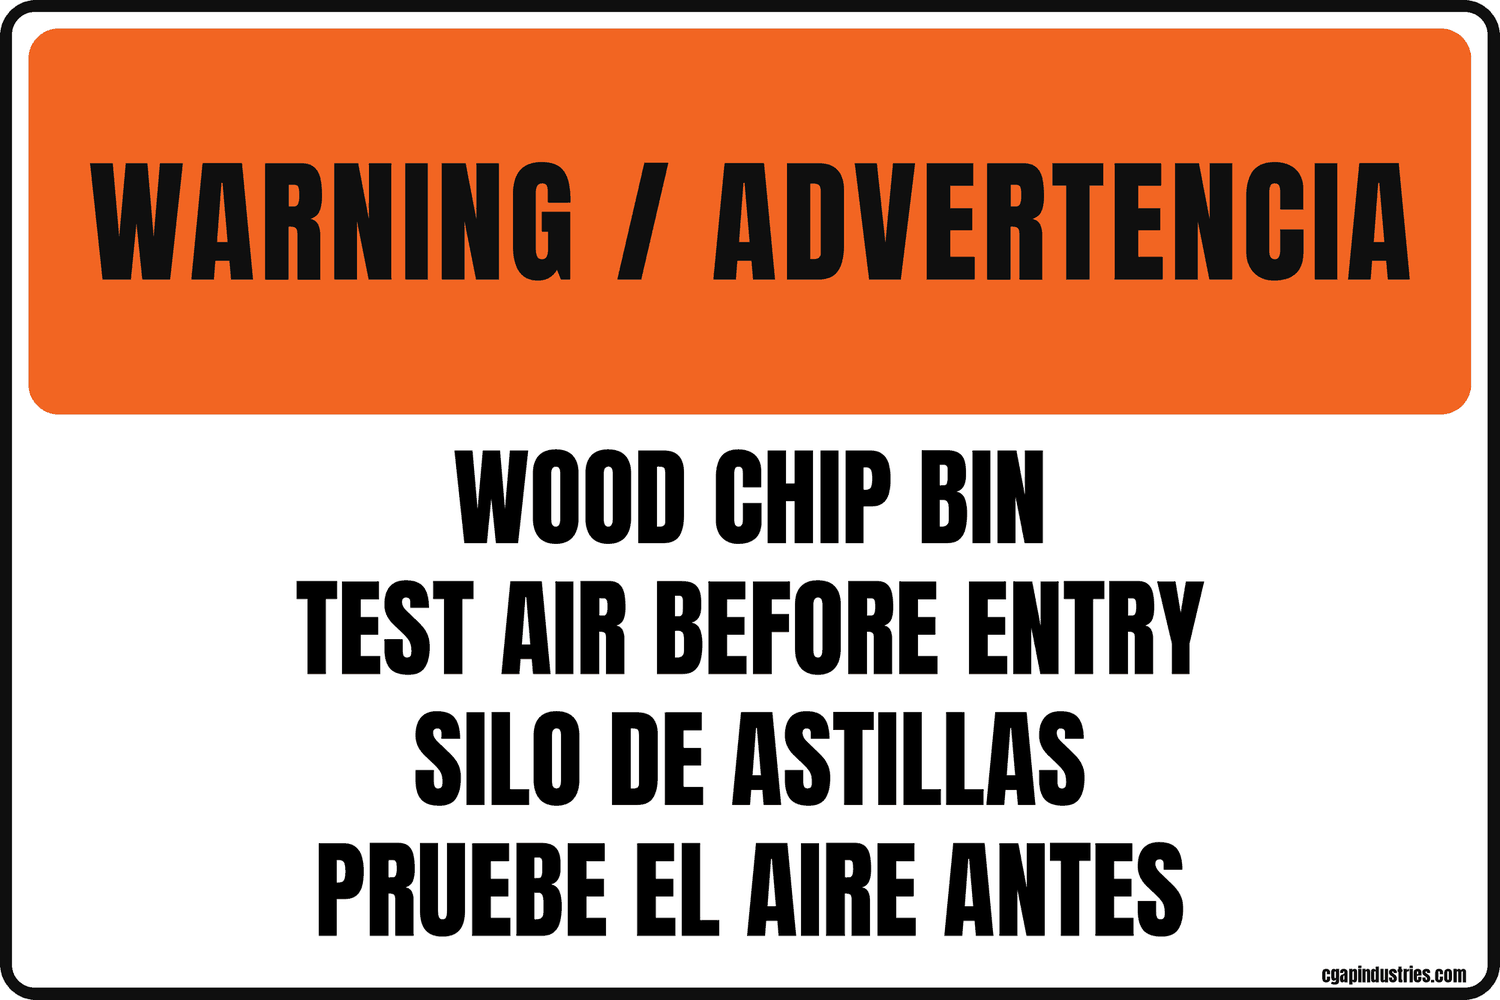 WARNING / ADVERTENCIA
WOOD CHIP BIN
TEST AIR BEFORE ENTRY
SILO DE ASTILLAS
PRUEBE EL AIRE ANTES
cgapindustries.com